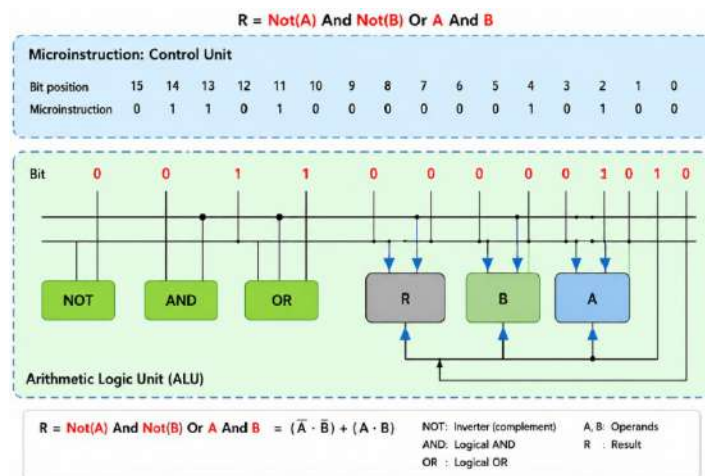 R = Not(A) And Not(B) Or A And B
Microinstruction: Control Unit
Bit position 15 14 13 12 11 10 9 8 7 6 5 4 3 2 1 0
Microinstruction 0 1 1 0 1 0 0 0 0 0 0 1 0 1 0 0
Bit 0 0 1 1 0 0 0 0 0 1 0 1 0
NOT AND OR R B A
Arithmetic Logic Unit (ALU)
R = Not(A) And Not(B) Or A And B = (A̅ · B̅) + (A · B) NOT: Inverter (complement) A, B: Operands
AND: Logical AND R : Result
OR : Logical OR